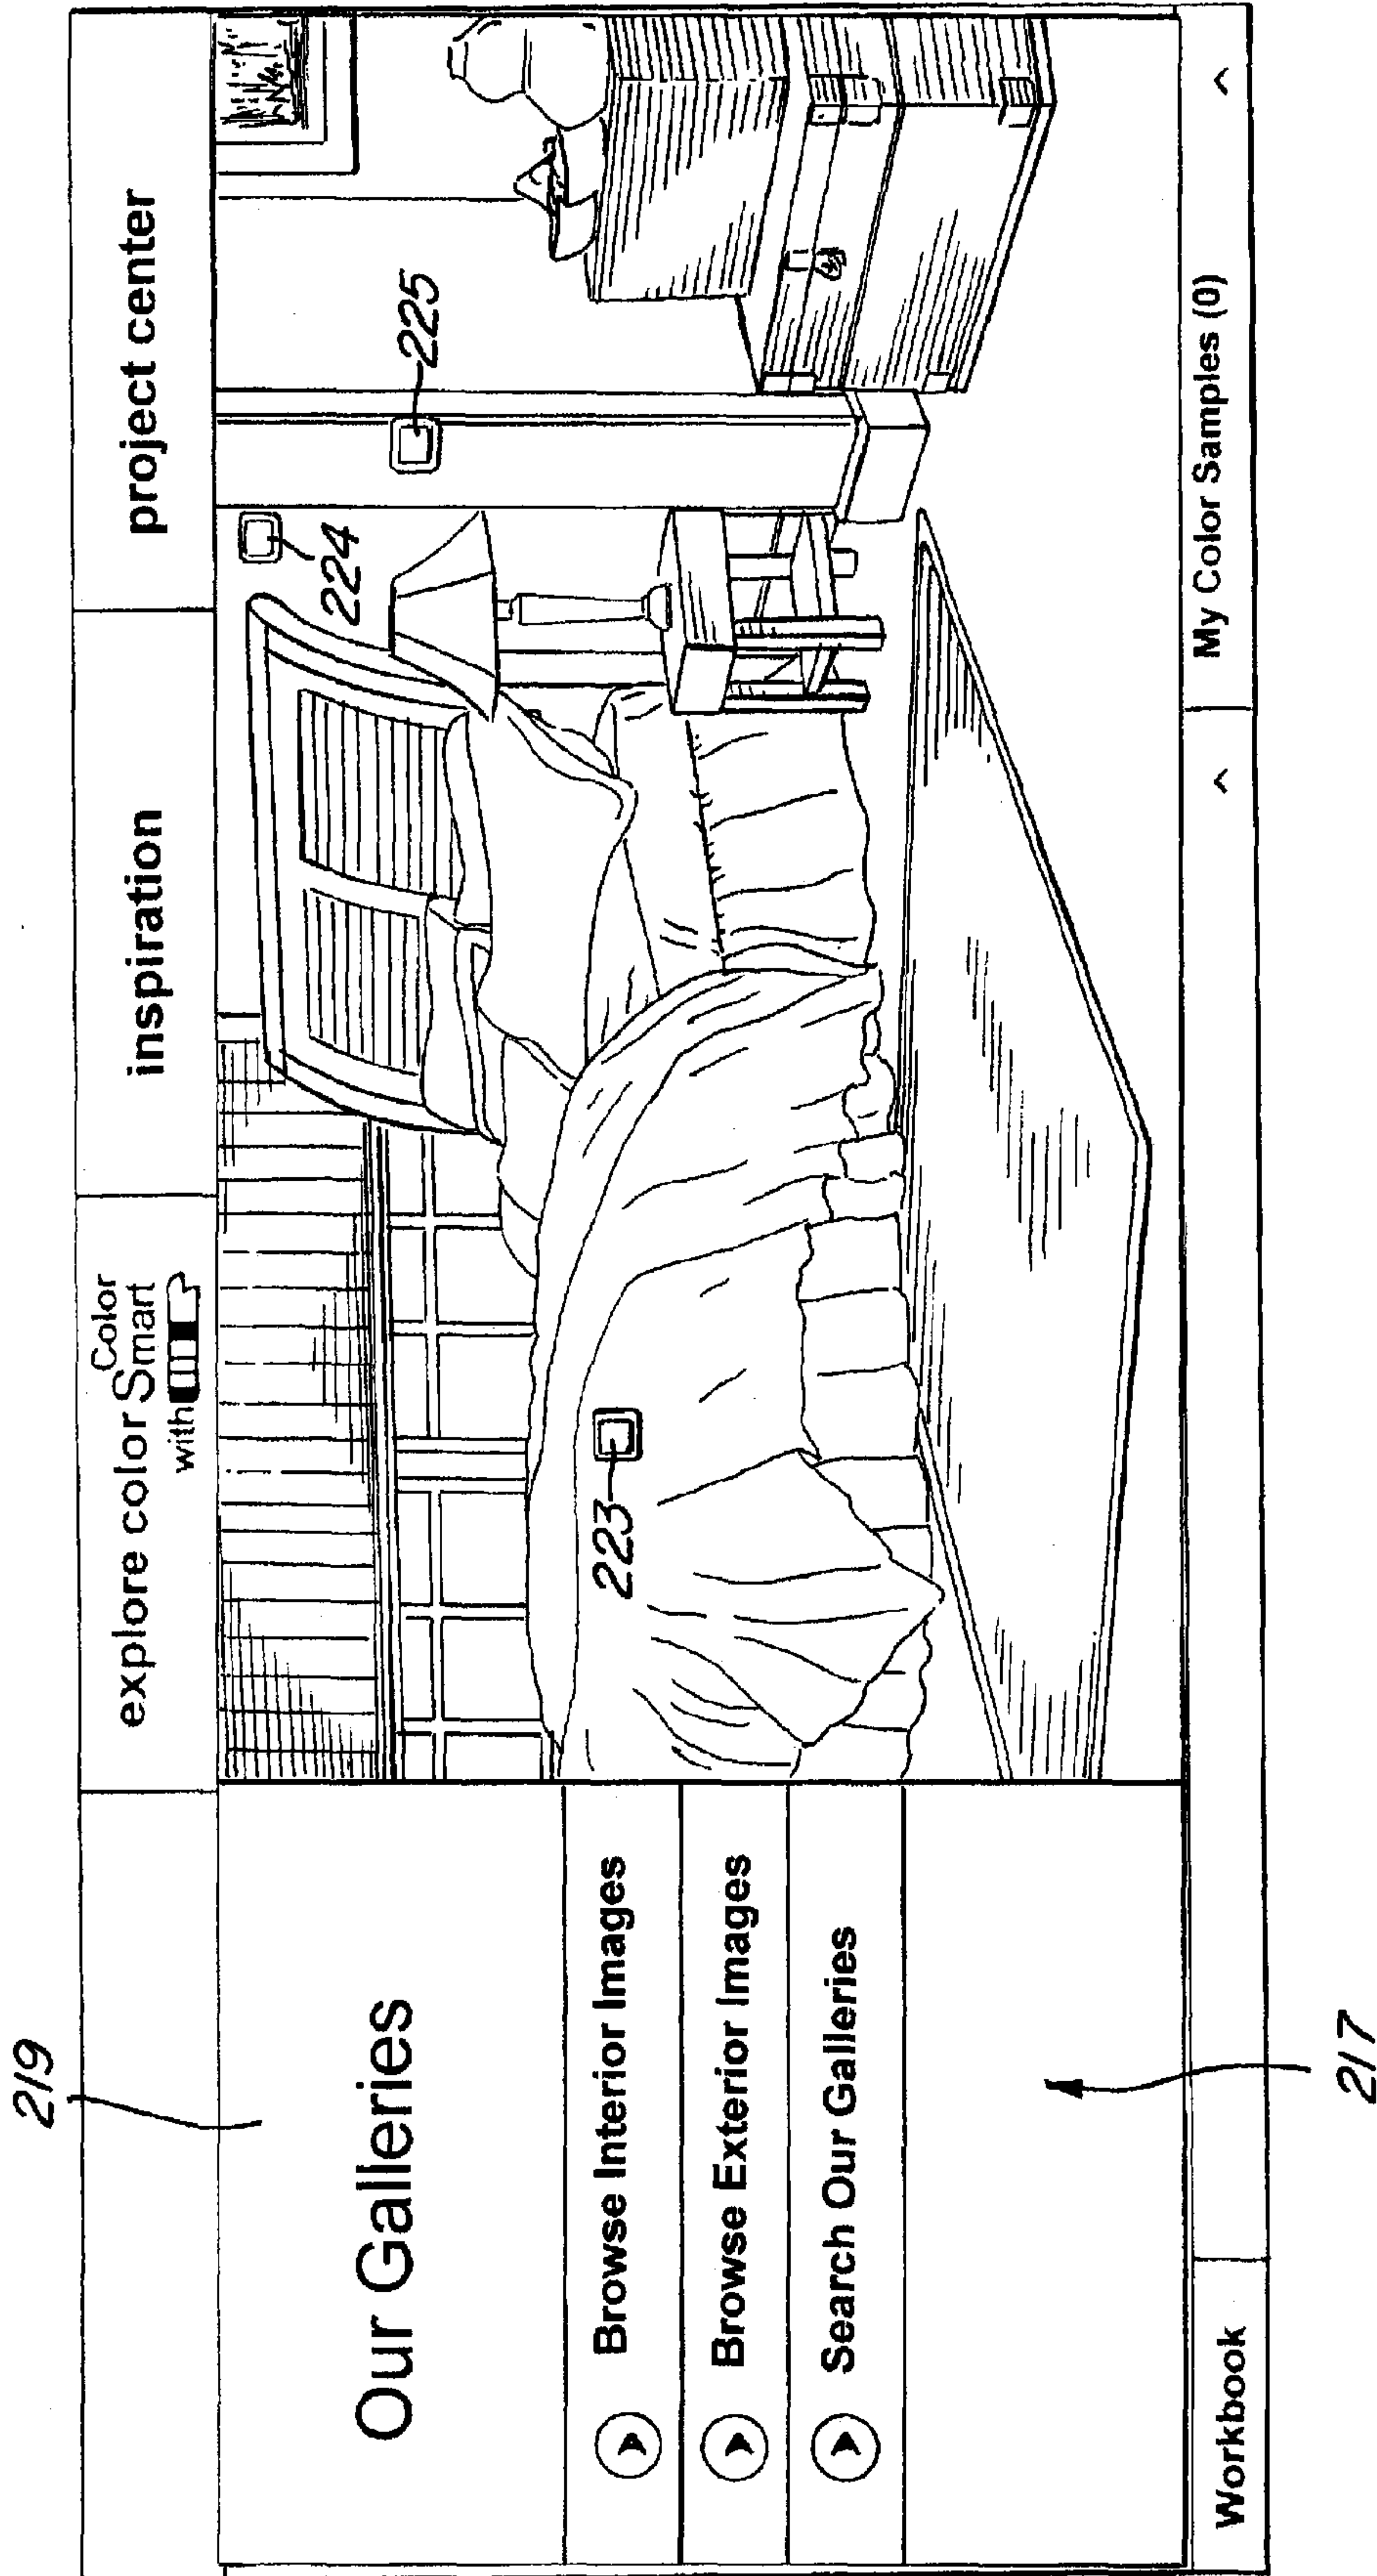 219
explore color
Color
Smart
with
inspiration
project center
Our Galleries
Browse Interior Images
Browse Exterior Images
Search Our Galleries
223
224
225
Workbook
^
My Color Samples (0)
^
217